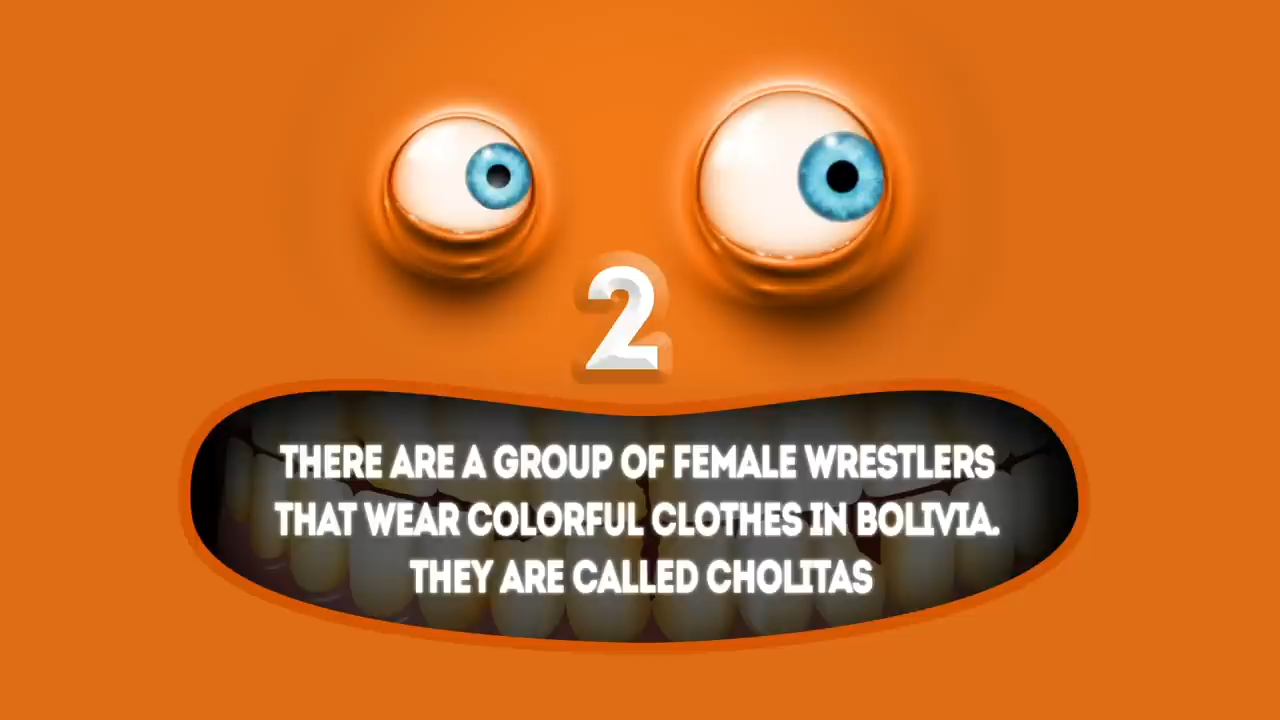 2
THERE ARE A GROUP OF FEMALE WRESTLERS
THAT WEAR COLORFUL CLOTHES IN BOLIVIA.
THEY ARE CALLED CHOLITAS